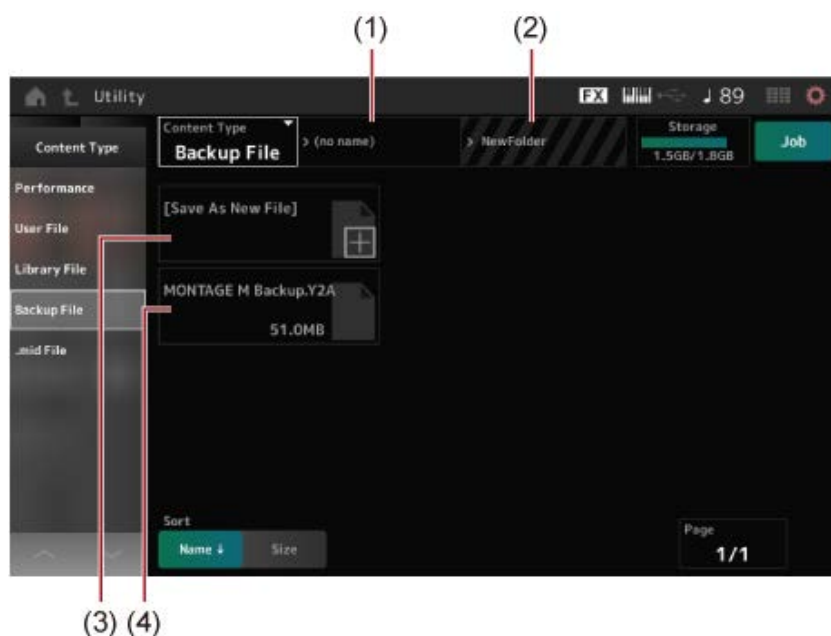 (1) (2)
Utility FX ♩ 89
Content Type
Performance
User File
Library File
Backup File
.mid File
Content Type
Backup File
> (no name) > NewFolder
Storage
1.5GB/1.8GB
Job
[Save As New File]
MONTAGE M Backup.Y2A
51.0MB
Sort
Name ↓ Size
Page
1/1
(3) (4)